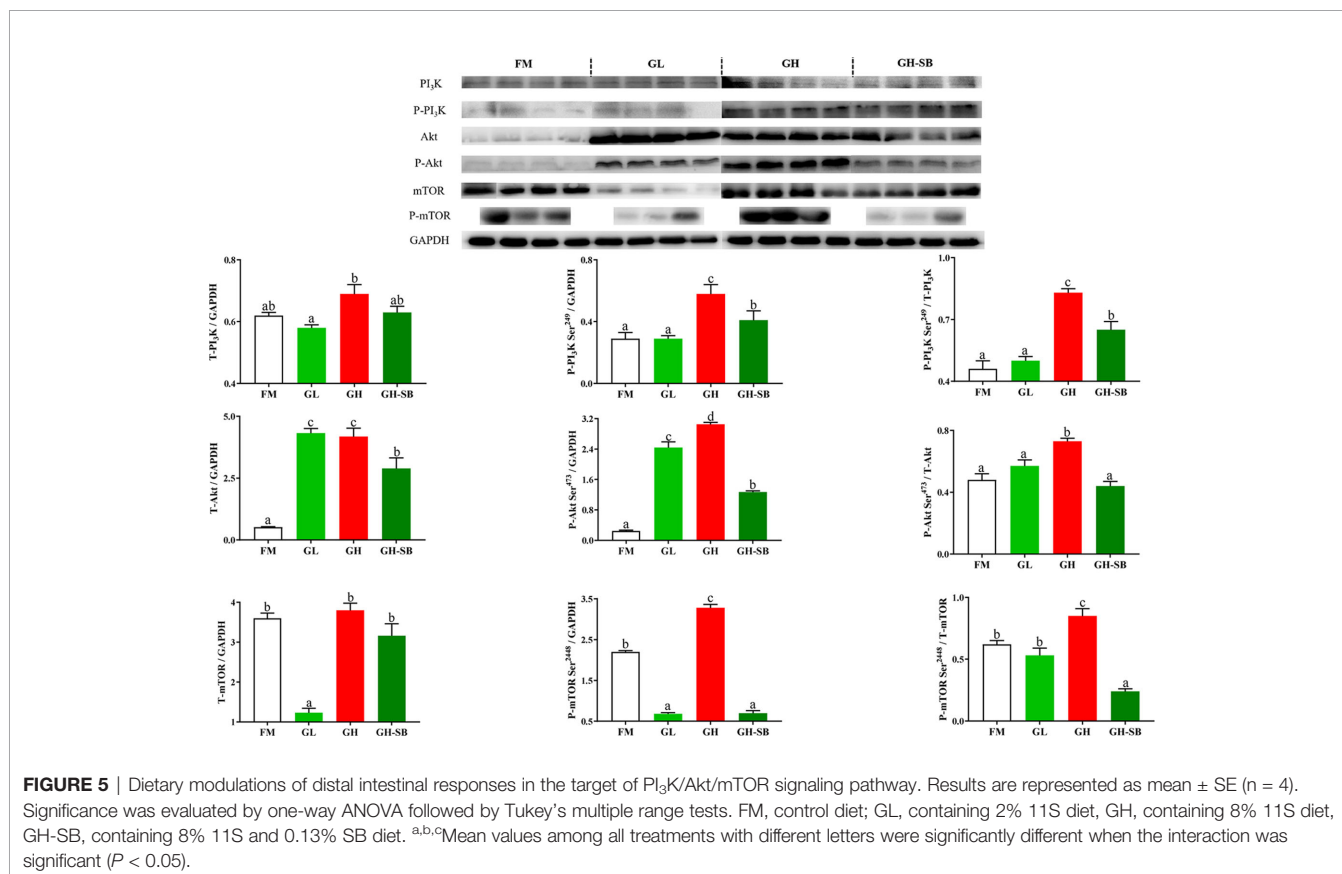 FM GL GH GH-SB
PI₃K
P-PI₃K
Akt
P-Akt
mTOR
P-mTOR
GAPDH
T-PI₃K / GAPDH
0.8
0.6
0.4
ab a b ab
FM GL GH GH-SB
P-PI₃K Ser²⁴⁹ / GAPDH
0.8
0.4
0.0
a a c b
FM GL GH GH-SB
P-PI₃K Ser²⁴⁹ / T-PI₃K
1.0
0.7
0.4
a a c b
FM GL GH GH-SB
T-Akt / GAPDH
5.0
2.5
0.0
a c c b
FM GL GH GH-SB
P-Akt Ser⁴⁷³ / GAPDH
3.2
2.4
1.6
0.8
0.0
a c d b
FM GL GH GH-SB
P-Akt Ser⁴⁷³ / T-Akt
0.8
0.4
0.0
a a b a
FM GL GH GH-SB
T-mTOR / GAPDH
4
3
2
1
b a b b
FM GL GH GH-SB
P-mTOR Ser²⁴⁴⁸ / GAPDH
3.5
2.5
1.5
0.5
b a c a
FM GL GH GH-SB
P-mTOR Ser²⁴⁴⁸ / T-mTOR
1.0
0.5
0.0
b b c a
FM GL GH GH-SB
FIGURE 5 | Dietary modulations of distal intestinal responses in the target of PI₃K/Akt/mTOR signaling pathway. Results are represented as mean ± SE (n = 4).
Significance was evaluated by one-way ANOVA followed by Tukey's multiple range tests. FM, control diet; GL, containing 2% 11S diet, GH, containing 8% 11S diet,
GH-SB, containing 8% 11S and 0.13% SB diet. ᵃ,ᵇ,ᶜMean values among all treatments with different letters were significantly different when the interaction was
significant (P < 0.05).